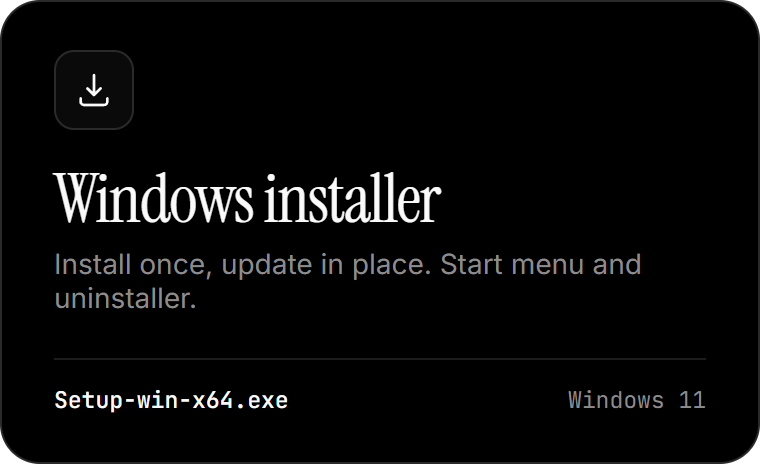 Windows installer
Install once, update in place. Start menu and
uninstaller.
Setup-win-x64.exe
Windows 11